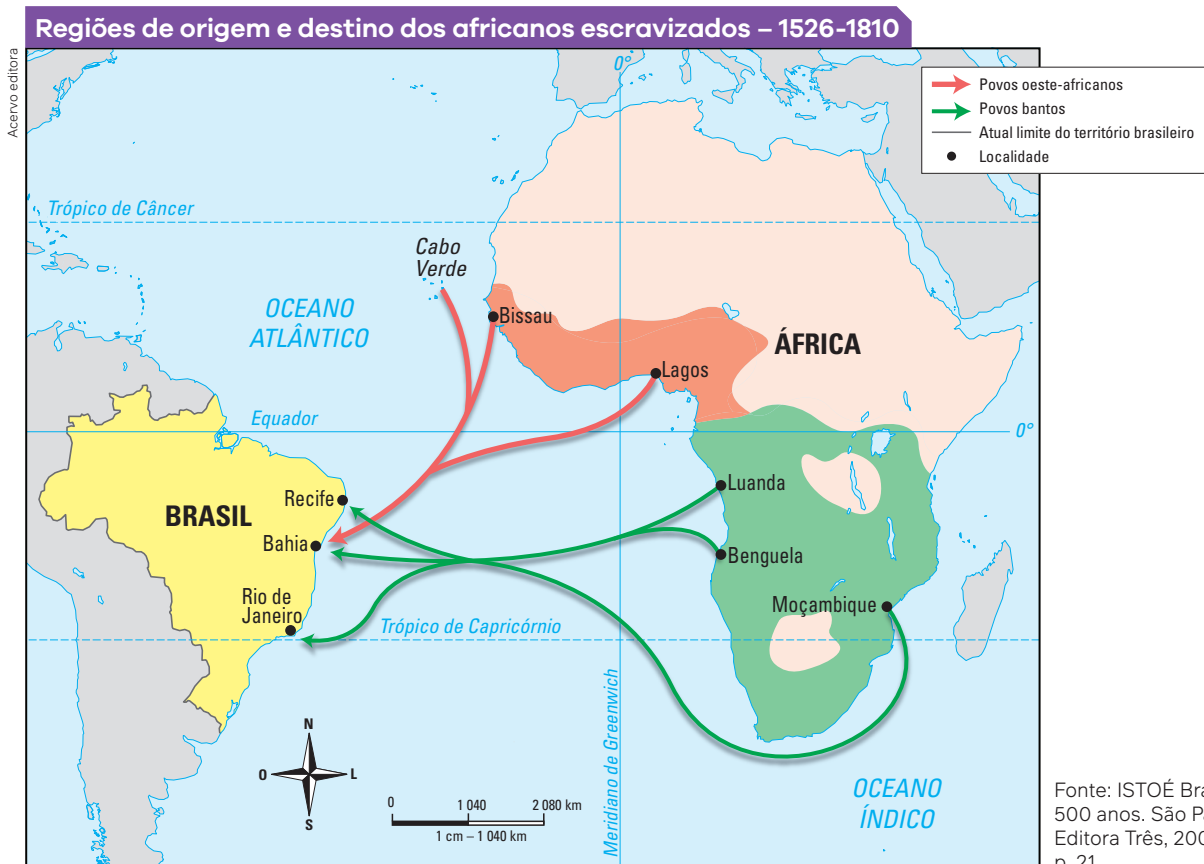 Regiões de origem e destino dos africanos escravizados – 1526-1810
Acervo editora
0°
Povos oeste-africanos
Povos bantos
Atual limite do território brasileiro
Localidade
Trópico de Câncer
Cabo
Verde
OCEANO
ATLÂNTICO
Bissau
ÁFRICA
Lagos
Equador
0°
Luanda
Recife
BRASIL
Bahia
Benguela
Rio de
Janeiro
Moçambique
Trópico de Capricórnio
Meridiano de Greenwich
N
O
L
S
0
1 040
2 080 km
1 cm – 1 040 km
OCEANO
ÍNDICO
Fonte: ISTOÉ
500 anos. São
Editora Três,
p. 21